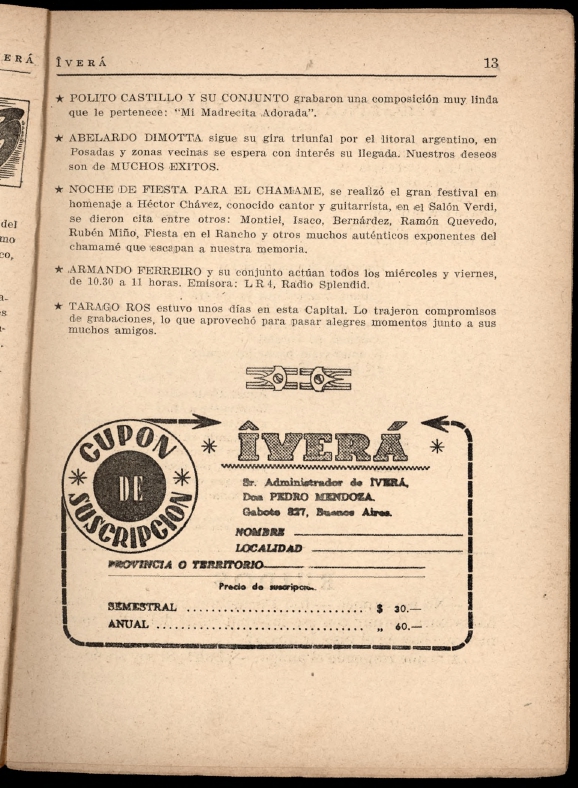 ERÁ
ÎVERÁ 13
★ POLITO CASTILLO Y SU CONJUNTO grabaron una composición muy linda
que le pertenece: “Mi Madrecita Adorada”.
★ ABELARDO DIMOTTA sigue su gira triunfal por el litoral argentino, en
Posadas y zonas vecinas se espera con interés su llegada. Nuestros deseos
son de MUCHOS EXITOS.
★ NOCHE DE FIESTA PARA EL CHAMAME, se realizó el gran festival en
homenaje a Héctor Chávez, conocido cantor y guitarrista, en el Salón Verdi,
se dieron cita entre otros: Montiel, Isaco, Bernárdez, Ramón Quevedo,
Rubén Miño, Fiesta en el Rancho y otros muchos auténticos exponentes del
chamamé que escapan a nuestra memoria.
★ ARMANDO FERREIRO y su conjunto actúan todos los miércoles y viernes,
de 10.30 a 11 horas. Emisora: L R 4, Radio Splendid.
★ TARAGO ROS estuvo unos días en esta Capital. Lo trajeron compromisos
de grabaciones, lo que aprovechó para pasar alegres momentos junto a sus
muchos amigos.
CUPON
DE
SUSCRIPCION
* ÎVERÁ *
Sr. Administrador de ÎVERÁ,
Don PEDRO MENDOZA.
Gaboto 827, Buenos Aires.
NOMBRE
LOCALIDAD
PROVINCIA O TERRITORIO
Precio de suscripci
SEMESTRAL ........ $ 30.—
ANUAL ........ „ 60.—